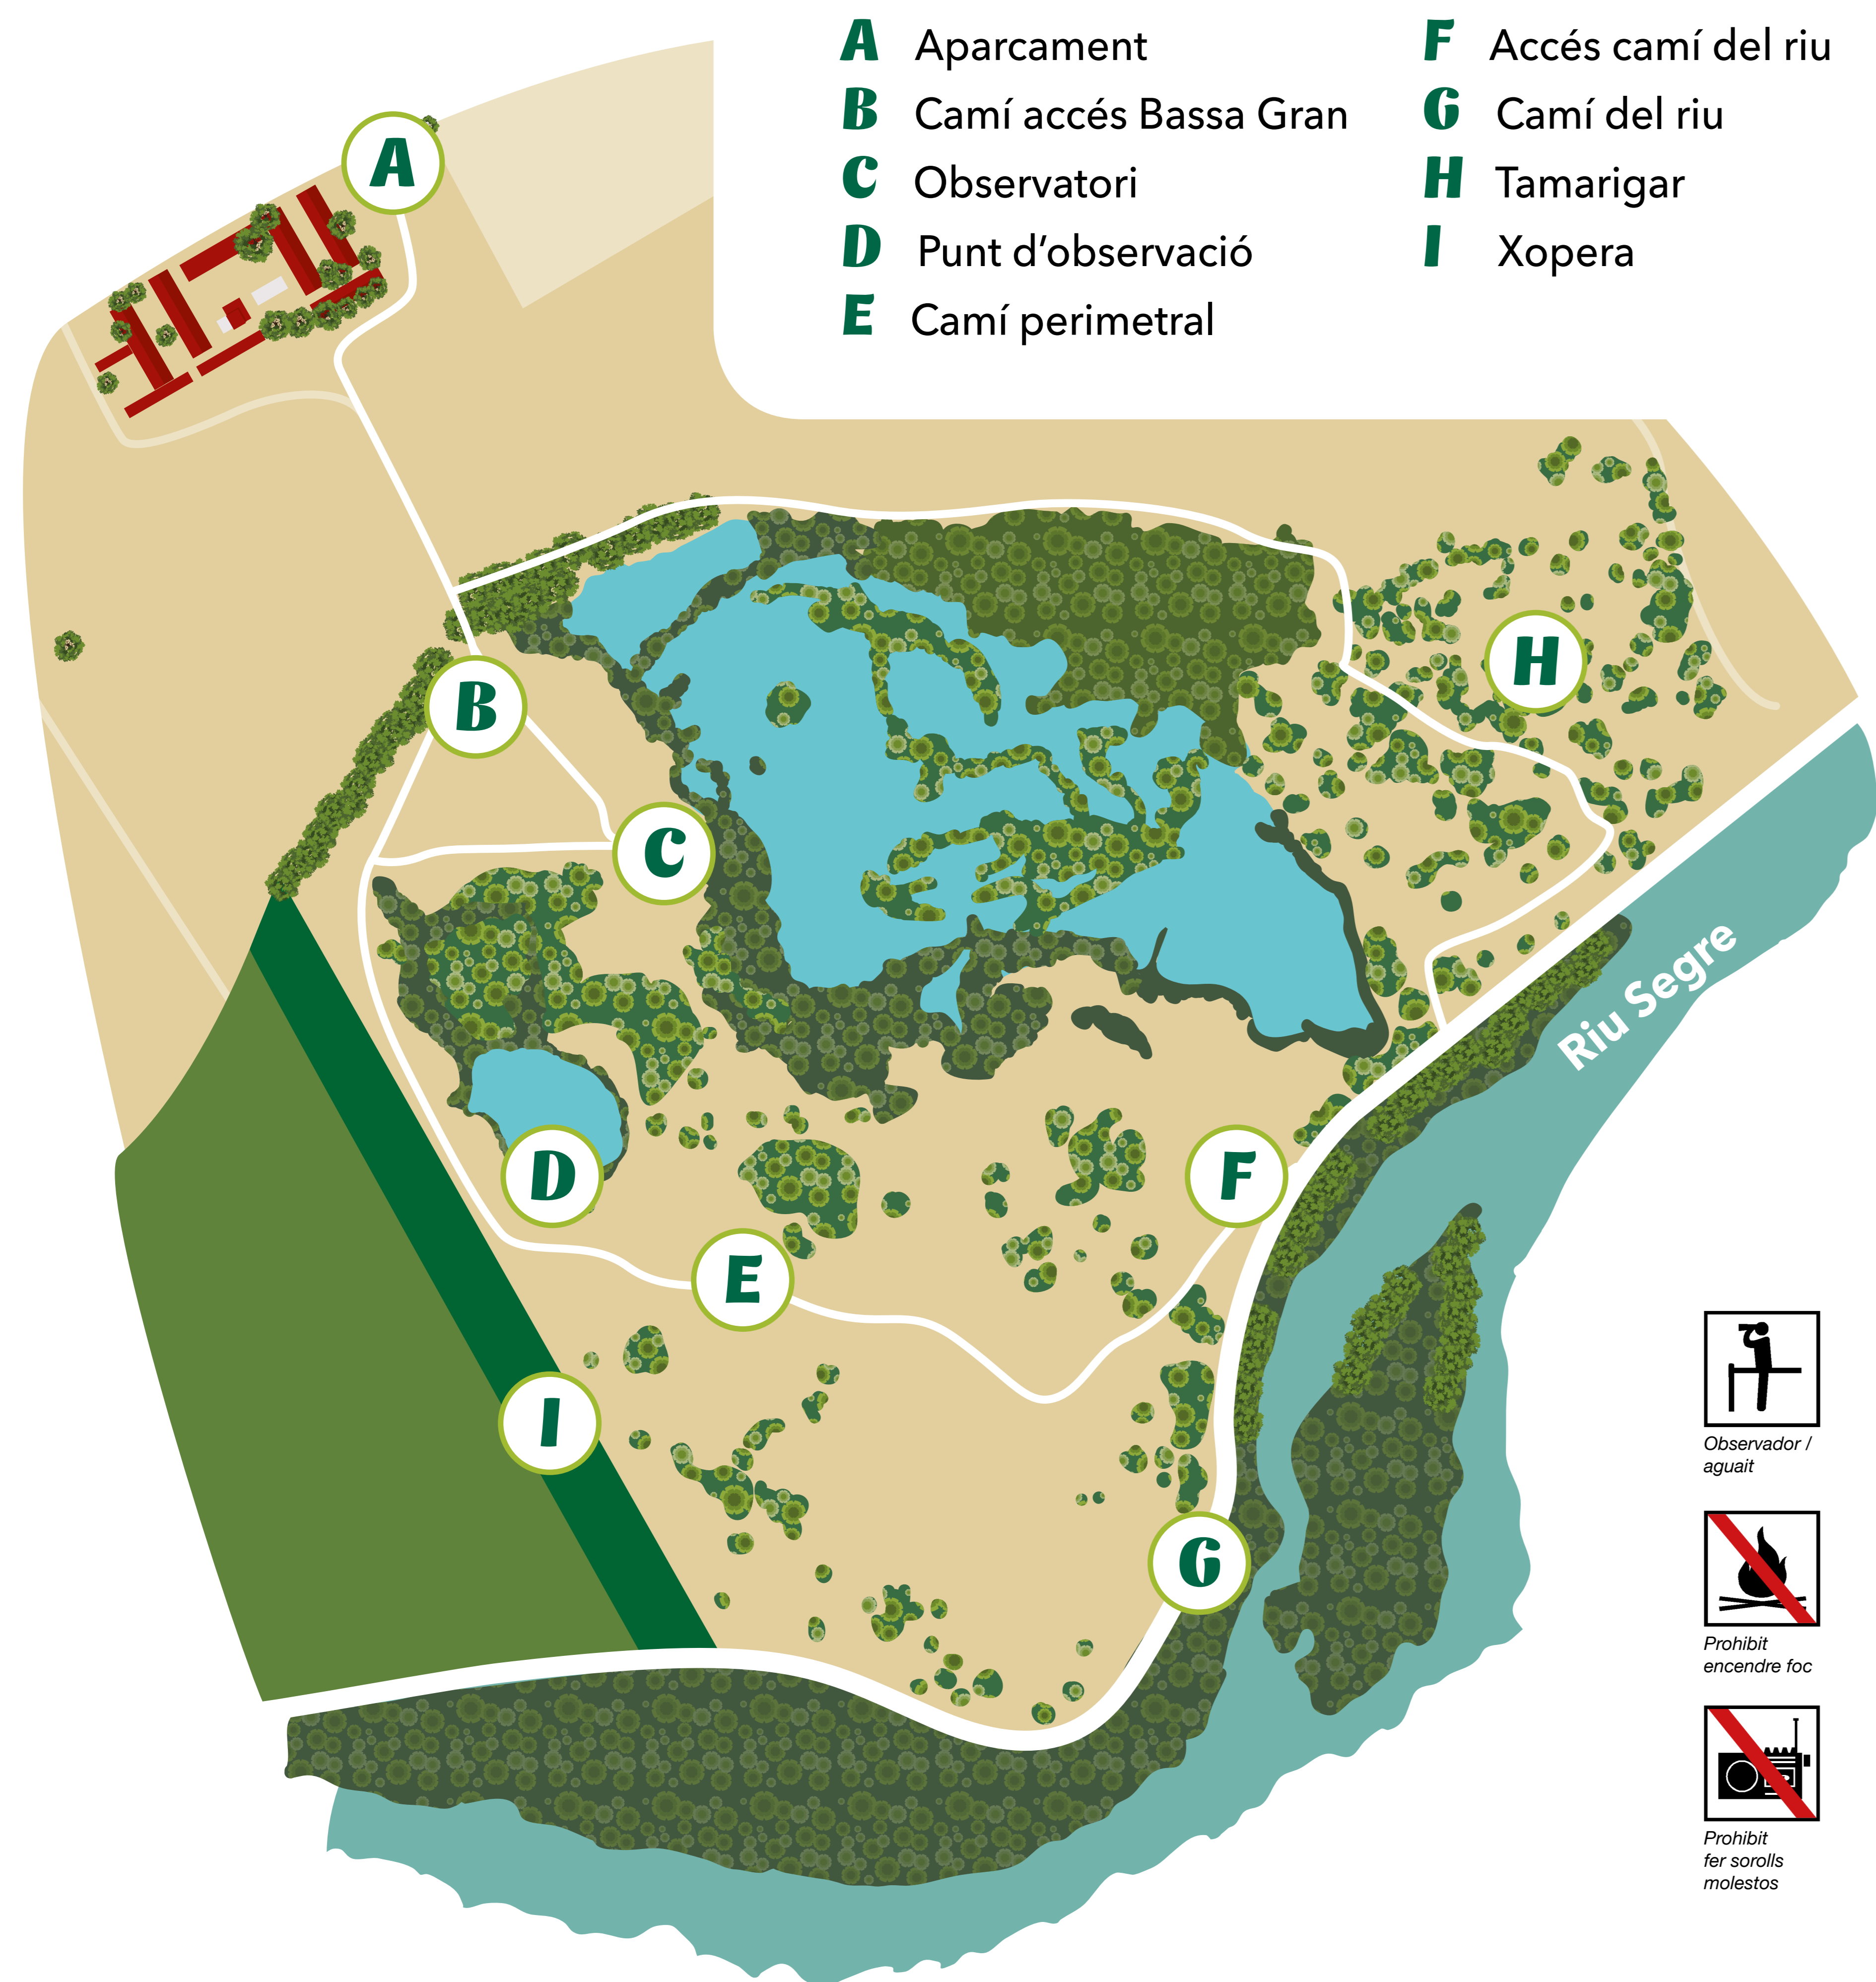 A Aparcament
B Camí accés Bassa Gran
C Observatori
D Punt d'observació
E Camí perimetral
F Accés camí del riu
G Camí del riu
H Tamarigar
I Xopera
A
B
H
C
Riu Segre
D
F
E
I
G
Observador /
aguait
Prohibit
encendre foc
Prohibit
fer sorolls
molestos